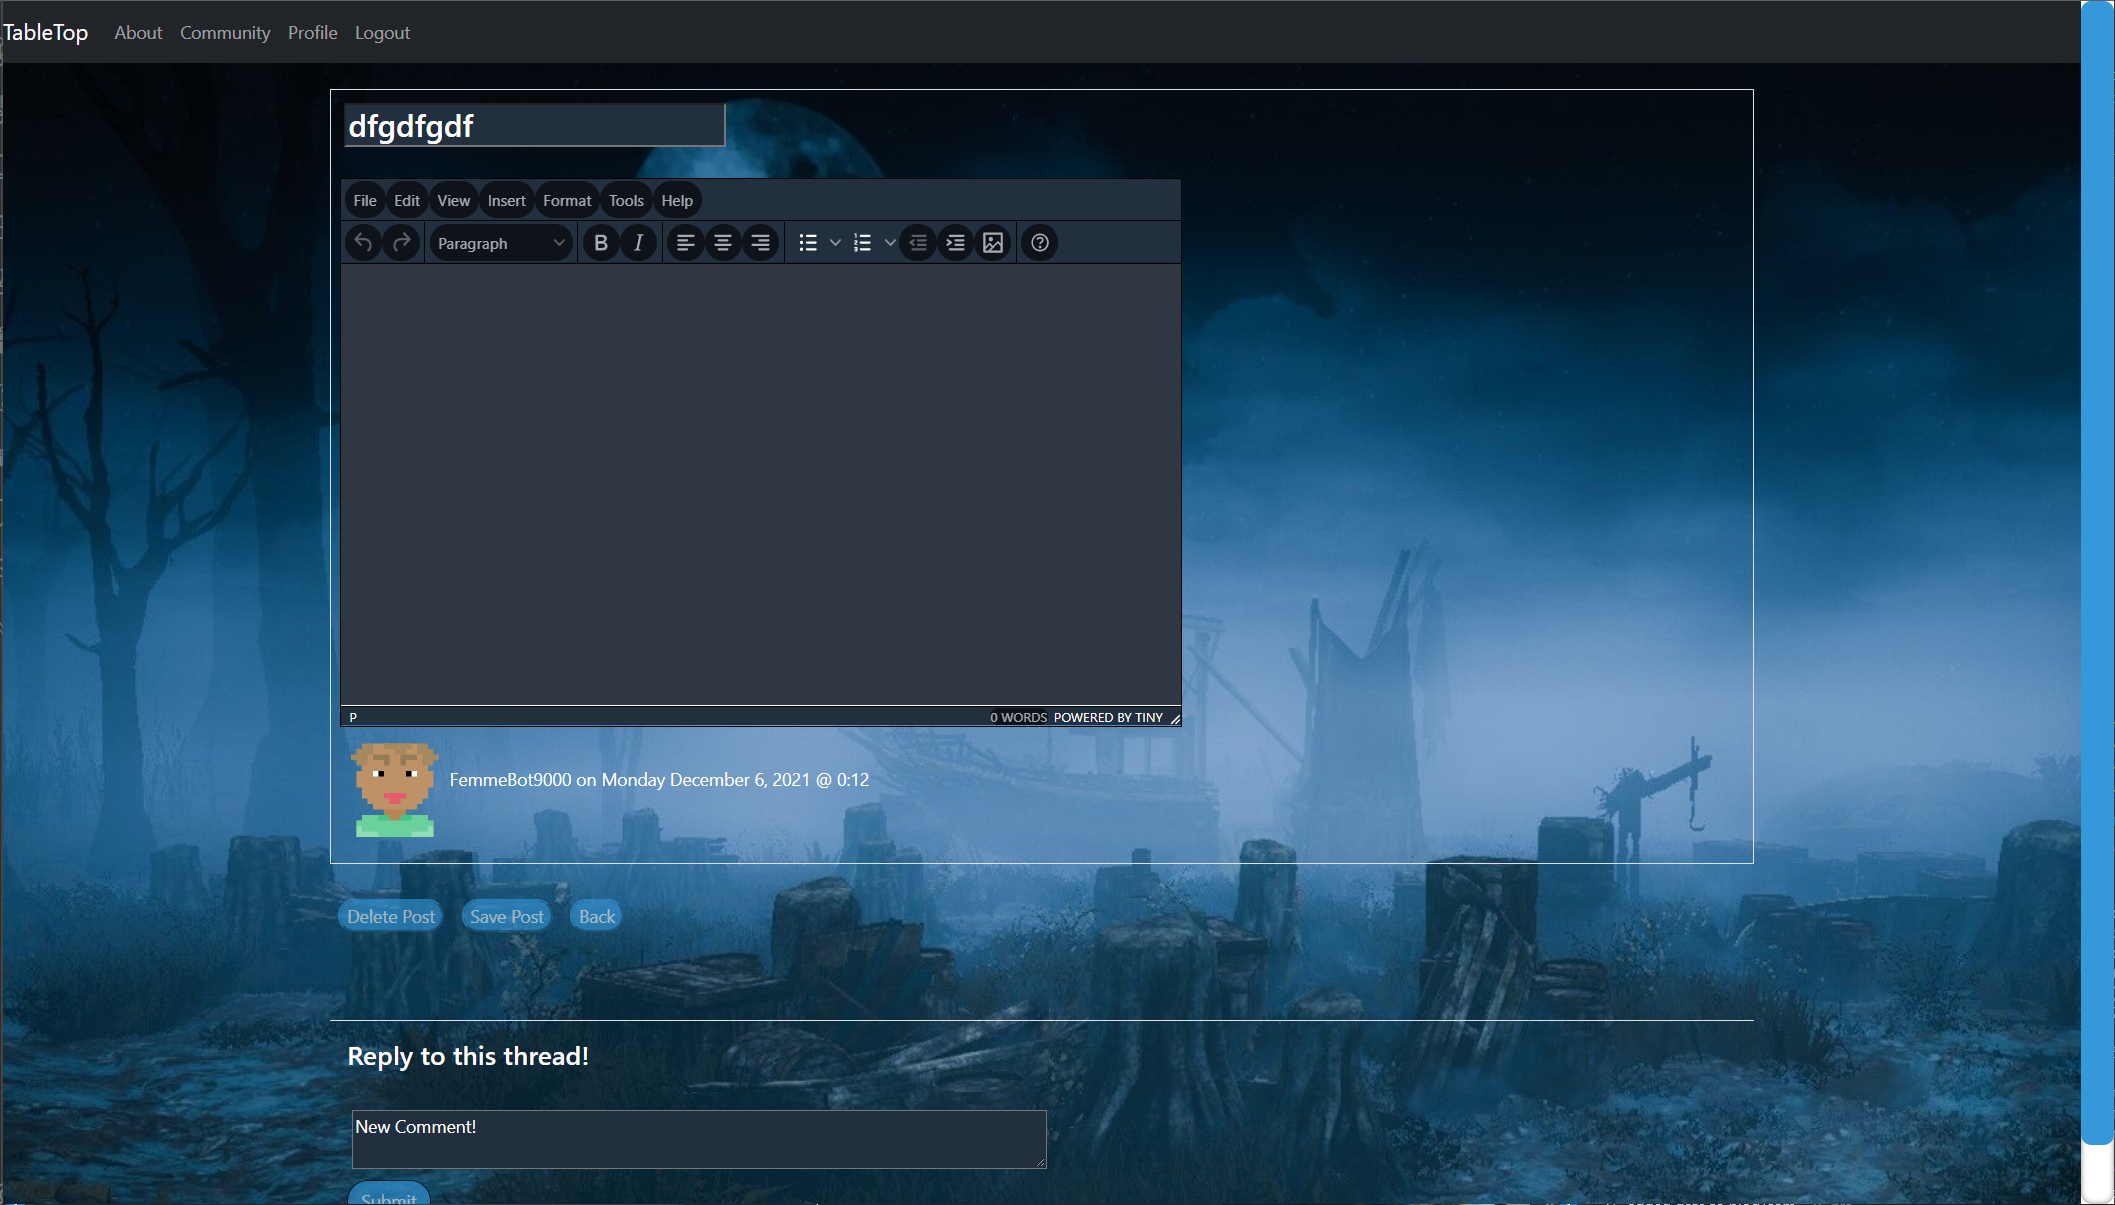 TableTop About Community Profile Logout
dfgdfgdf
File Edit View Insert Format Tools Help
Paragraph B I
P 0 WORDS POWERED BY TINY
FemmeBot9000 on Monday December 6, 2021 @ 0:12
Delete Post Save Post Back
Reply to this thread!
New Comment!
Submit